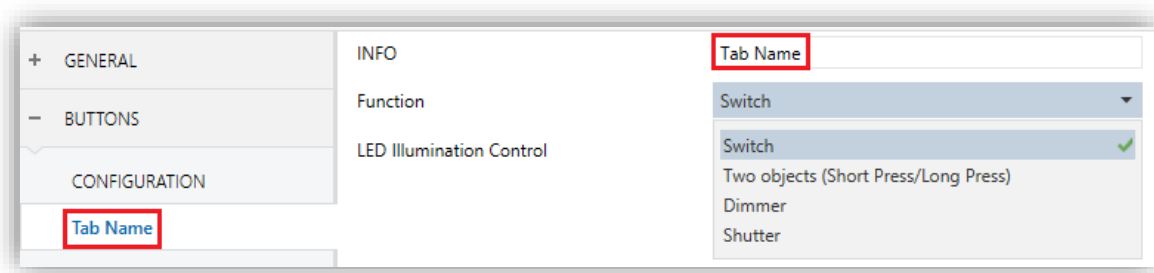 + GENERAL
− BUTTONS
CONFIGURATION
Tab Name
INFO
Tab Name
Function
Switch
LED Illumination Control
Switch
Two objects (Short Press/Long Press)
Dimmer
Shutter